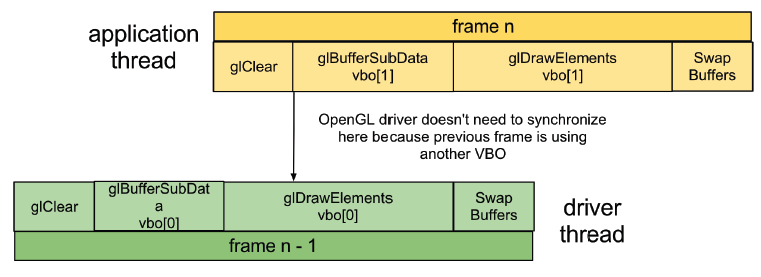 application
thread
frame n
glClear
glBufferSubData
vbo[1]
glDrawElements
vbo[1]
Swap
Buffers
OpenGL driver doesn't need to synchronize
here because previous frame is using
another VBO
glClear
glBufferSubDat
a
vbo[0]
glDrawElements
vbo[0]
Swap
Buffers
frame n - 1
driver
thread